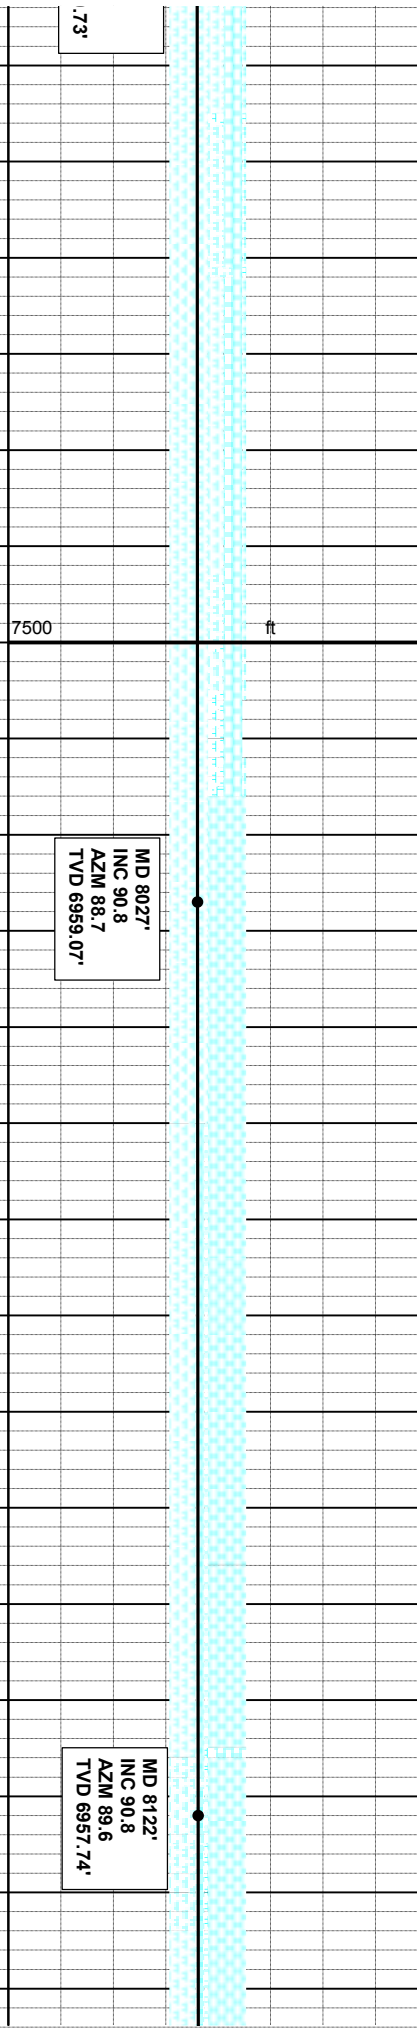 .73'
7500 ft
MD 8027'
INC 90.8
AZM 88.7
TVD 6959.07'
MD 8122'
INC 90.8
AZM 89.6
TVD 6957.74'